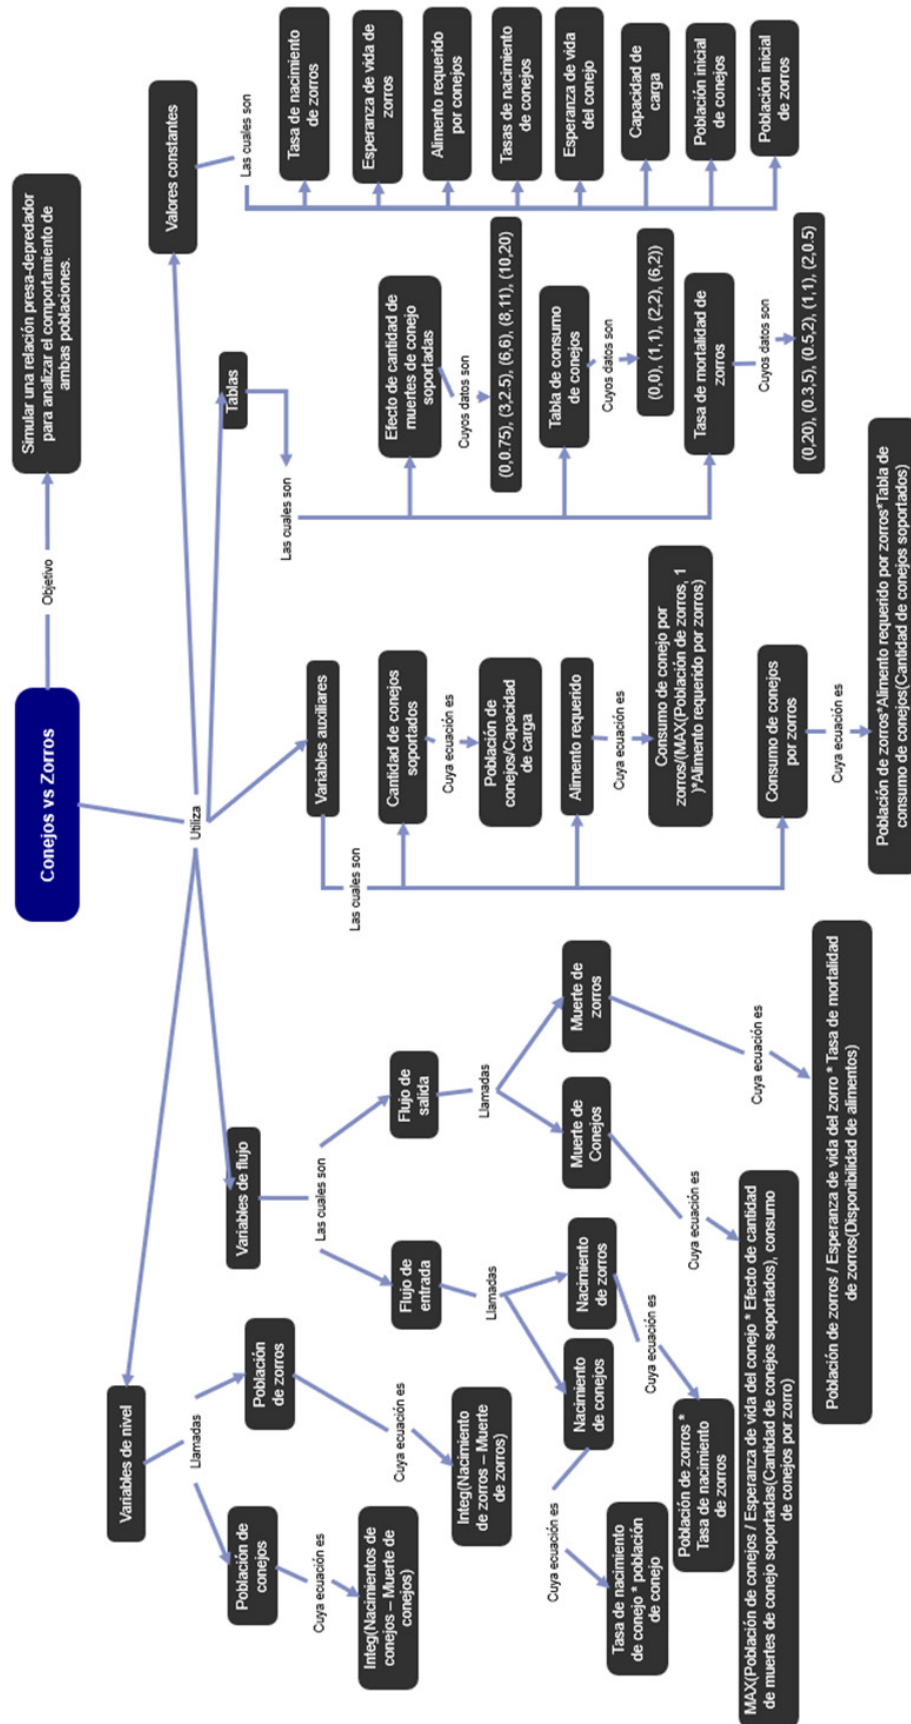 Conejos vs Zorros
Objetivo
Simular una relación presa-depredador
para analizar el comportamiento de
ambas poblaciones.
Utiliza
Variables de nivel
Llamadas
Población de
conejos
Cuya ecuación es
Integ(Nacimientos de
conejos – Muerte de
conejos)
Población
de zorros
Cuya ecuación es
Integ(Nacimiento
de zorros – Muerte
de zorros)
Variables de flujo
Las cuales son
Flujo de
entrada
Llamadas
Nacimiento
de conejos
Cuya ecuación es
Tasa de nacimiento
de conejo * población
de conejo
Nacimiento
de zorros
Cuya ecuación es
Población de zorros *
Tasa de nacimiento
de zorros
Flujo de
salida
Llamadas
Muerte de
Conejos
Cuya ecuación es
MAX(Población de conejos / Esperanza de vida del conejo * Efecto de cantidad
de muertes de conejo soportadas(Cantidad de conejos soportados), consumo
de conejos por zorro)
Muerte de
zorros
Cuya ecuación es
Población de zorros / Esperanza de vida del zorro * Tasa de mortalidad
de zorros(Disponibilidad de alimentos)
Variables auxiliares
Las cuales son
Cantidad de conejos
soportados
Cuya ecuación es
Población de
conejos/Capacidad
de carga
Alimento requerido
Cuya ecuación es
Consumo de conejo por
zorros/(MAX(Población de zorros, 1
)*Alimento requerido por zorros)
Consumo de conejos
por zorros
Cuya ecuación es
Población de zorros*Alimento requerido por zorros*Tabla de
consumo de conejos(Cantidad de conejos soportados)
Tablas
Las cuales son
Efecto de cantidad de
muertes de conejo
soportadas
Cuyos datos son
(0,0.75), (3,2.5), (6,6), (8,11), (10,20)
Tabla de consumo
de conejos
Cuyos datos son
(0,0), (1,1), (2,2), (6,2))
Tasa de mortalidad de
zorros
Cuyos datos son
(0,20), (0.3,5), (0.5,2), (1,1), (2,0.5)
Valores constantes
Las cuales son
Tasa de nacimiento
de zorros
Esperanza de vida de
zorros
Alimento requerido
por conejos
Tasas de nacimiento
de conejos
Esperanza de vida
del conejo
Capacidad de
carga
Población inicial
de conejos
Población inicial
de zorros